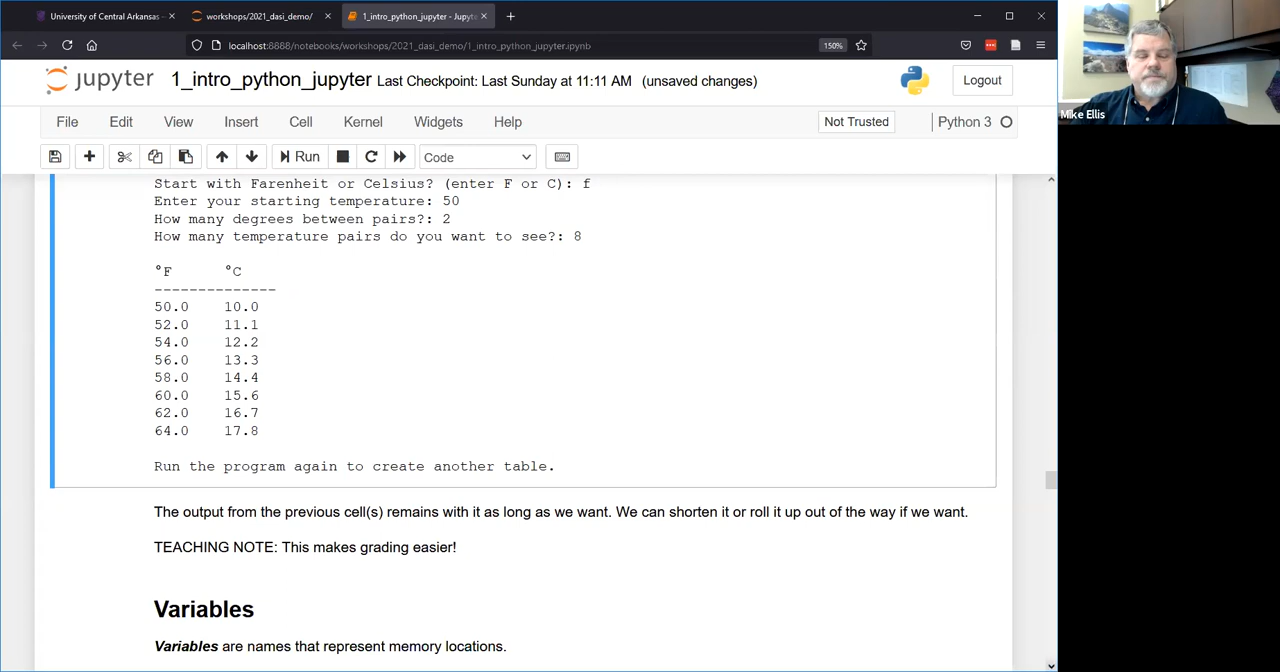 University of Central Arkansas -
workshops/2021_dasi_demo/
1_intro_python_jupyter - Jupyte
localhost:8888/notebooks/workshops/2021_dasi_demo/1_intro_python_jupyter.ipynb
150%
jupyter
1_intro_python_jupyter Last Checkpoint: Last Sunday at 11:11 AM (unsaved changes)
Logout
File Edit View Insert Cell Kernel Widgets Help
Not Trusted
Python 3
Run
Code
Mike Ellis
Start with Farenheit or Celsius? (enter F or C): f
Enter your starting temperature: 50
How many degrees between pairs?: 2
How many temperature pairs do you want to see?: 8
°F °C
--------------
50.0 10.0
52.0 11.1
54.0 12.2
56.0 13.3
58.0 14.4
60.0 15.6
62.0 16.7
64.0 17.8
Run the program again to create another table.
The output from the previous cell(s) remains with it as long as we want. We can shorten it or roll it up out of the way if we want.
TEACHING NOTE: This makes grading easier!
Variables
Variables are names that represent memory locations.